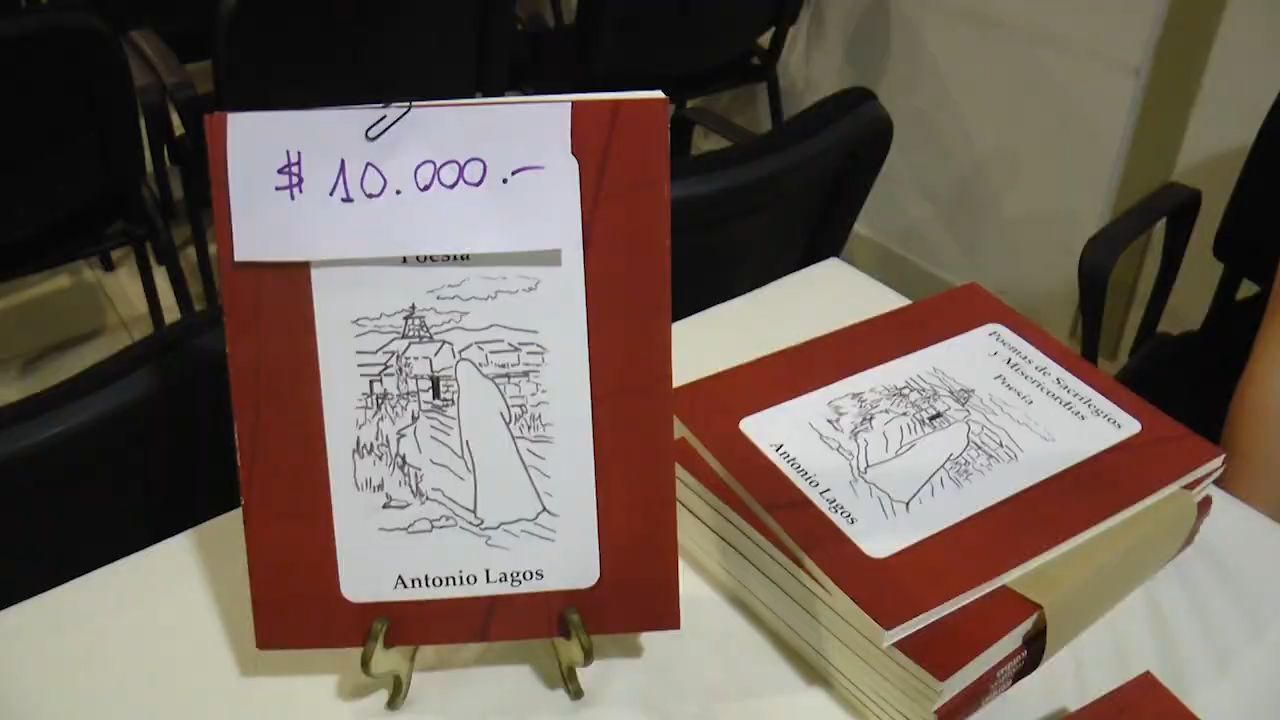 $ 10.000.-
Poesía
Antonio Lagos
Poemas de Sacrilegios
y Misericordias
Poesía
Antonio Lagos